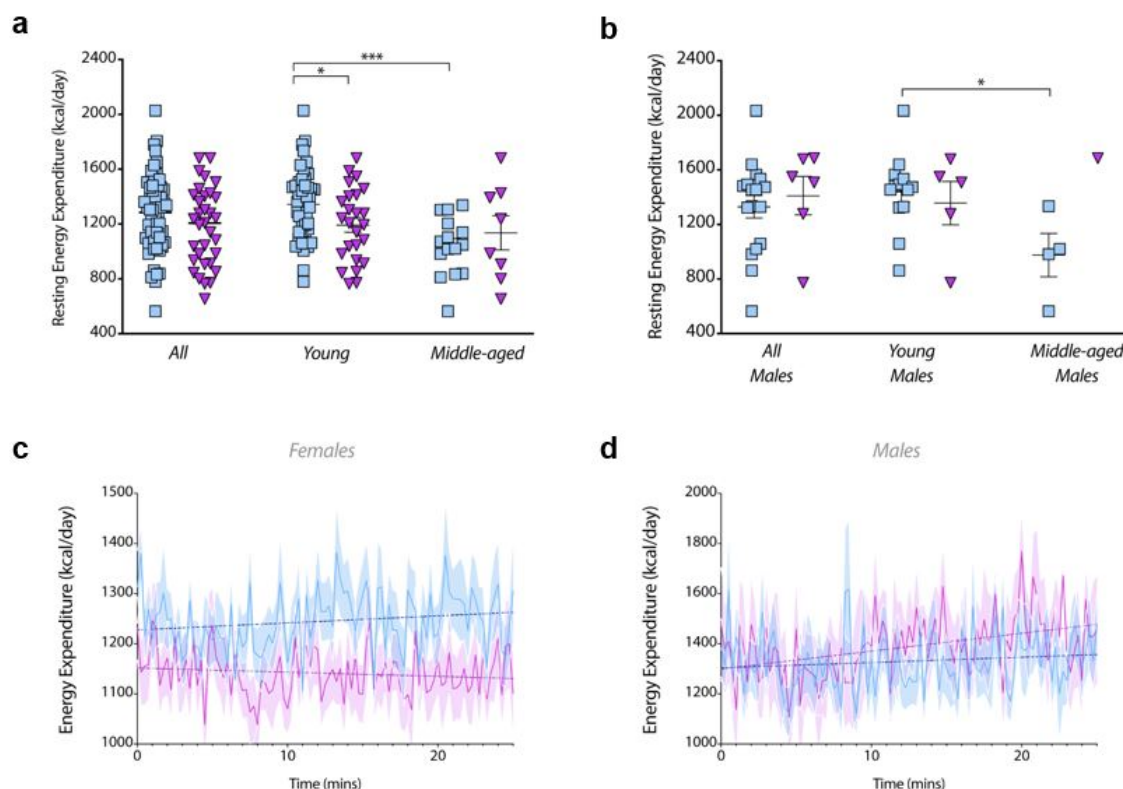 a
Resting Energy Expenditure (kcal/day)
2400
2000
1600
1200
800
400
***
*
All
Young
Middle-aged
b
Resting Energy Expenditure (kcal/day)
2400
2000
1600
1200
800
400
*
All
Males
Young
Males
Middle-aged
Males
c
Females
Energy Expenditure (kcal/day)
1500
1400
1300
1200
1100
1000
0
10
20
Time (mins)
d
Males
Energy Expenditure (kcal/day)
2000
1800
1600
1400
1200
1000
0
10
20
Time (mins)